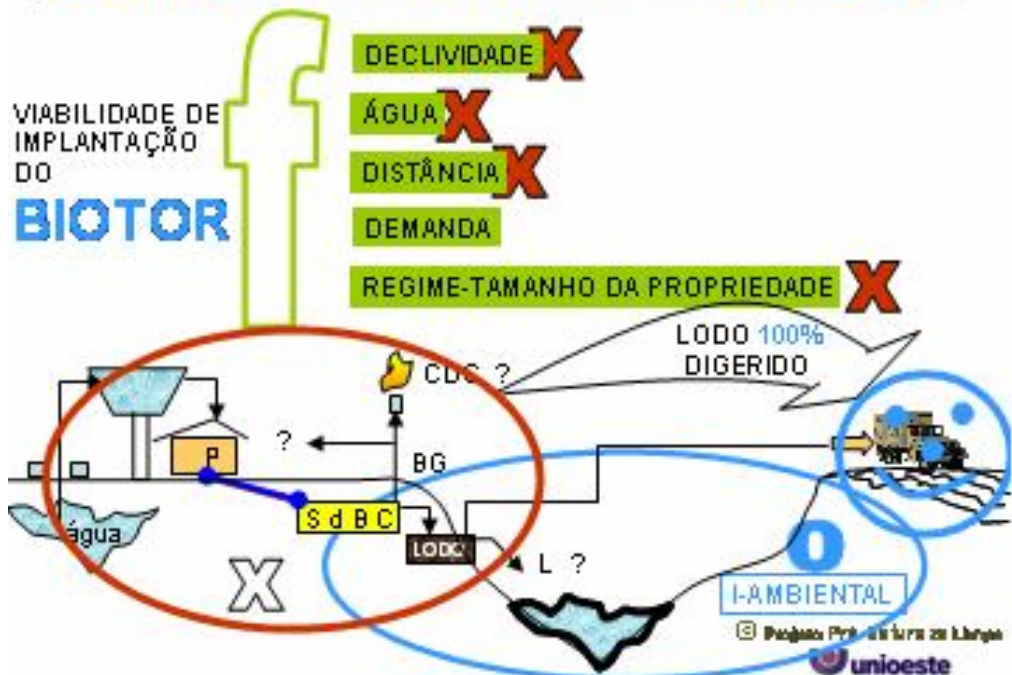 VIABILIDADE DE
IMPLANTAÇÃO
DO
BIOTOR
f
DECLIVIDADE X
ÁGUA X
DISTÂNCIA X
DEMANDA
REGIME-TAMANHO DA PROPRIEDADE X
LODO 100%
DIGERIDO
CDC ?
?
P
BG
S d B C
água
LODO
L ?
X
0
I-AMBIENTAL
unioeste